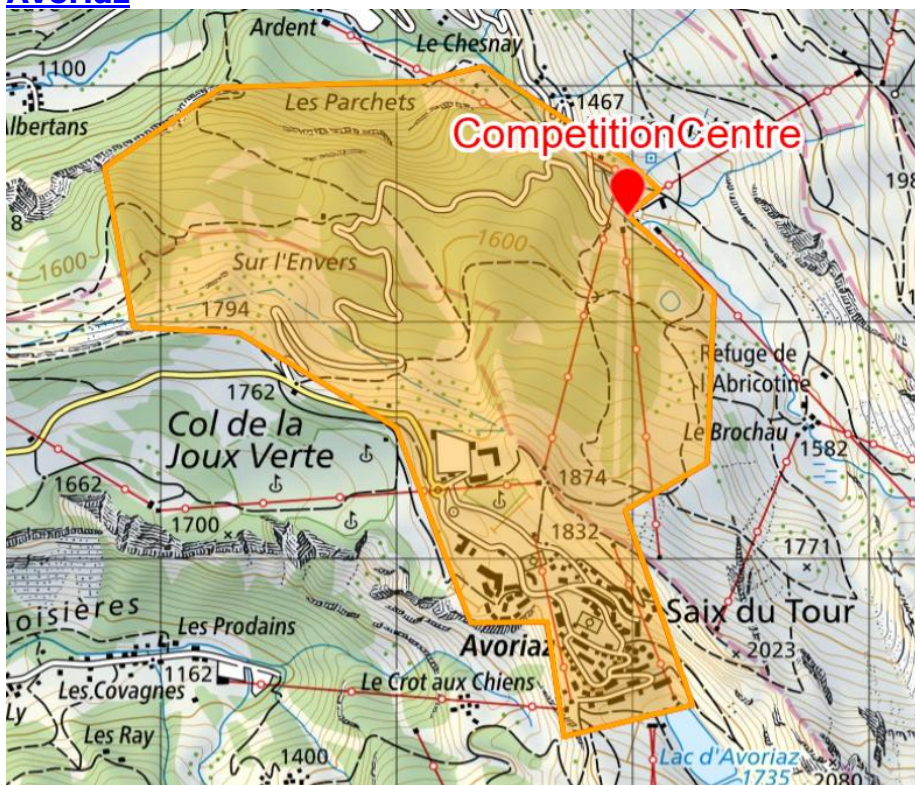 Avoriaz
Ardent
Le Chesnay
1100
Les Parchets
1467
lbertans
CompetitionCentre
198
8
1600
1600
Sur l'Envers
1794
Refuge de
l'Abricotine
1762
Col de la
Joux Verte
Le Brochau
1582
1662
1874
1700
1832
1771
oisières
Saix du Tour
Les Prodains
Avoriaz
2023
1162
Les Covagnes
Le Crot aux Chiens
Ly
Les Ray
1400
Lac d'Avoriaz
1735
2080